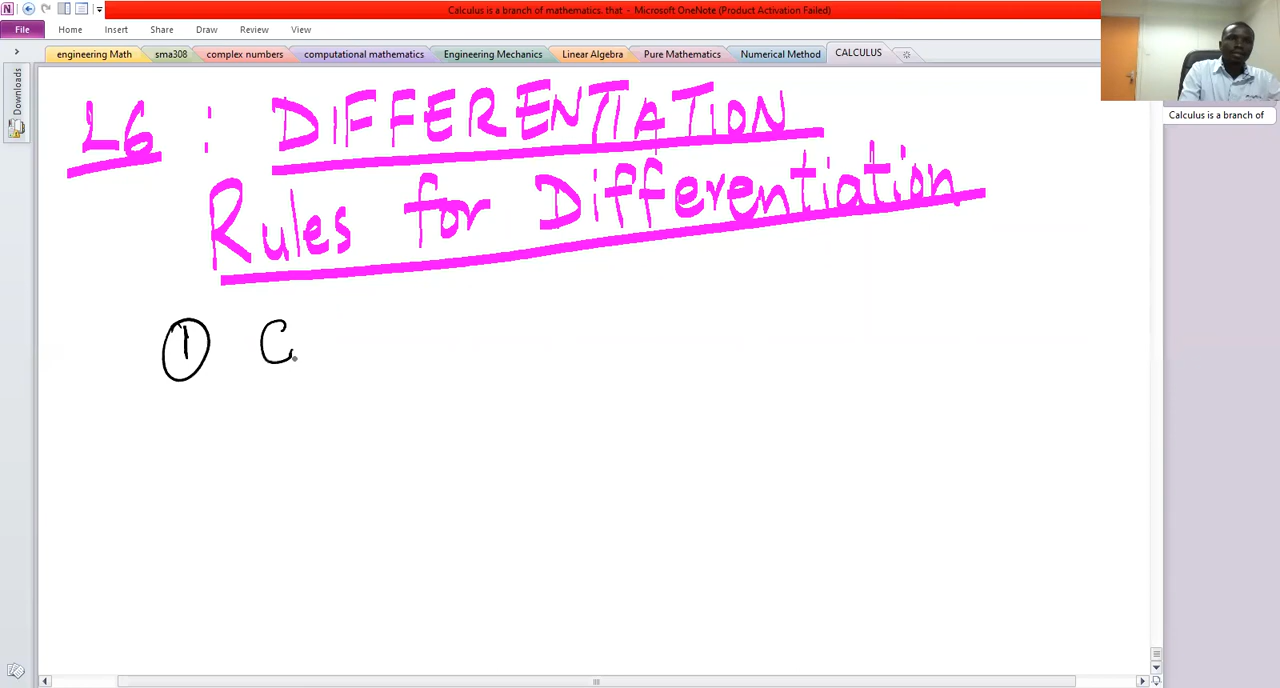 Calculus is a branch of mathematics. that - Microsoft OneNote (Product Activation Failed)
File Home Insert Share Draw Review View
engineering Math sma308 complex numbers computational mathematics Engineering Mechanics Linear Algebra Pure Mathematics Numerical Method CALCULUS
Downloads
Calculus is a branch of
L6 : DIFFERENTIATION
Rules for Differentiation
① C